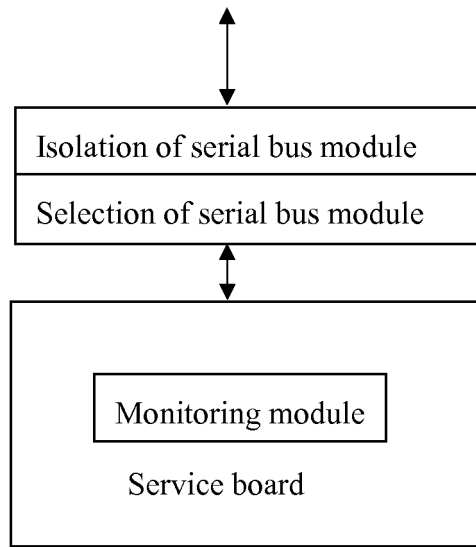 Isolation of serial bus module
Selection of serial bus module
Monitoring module
Service board